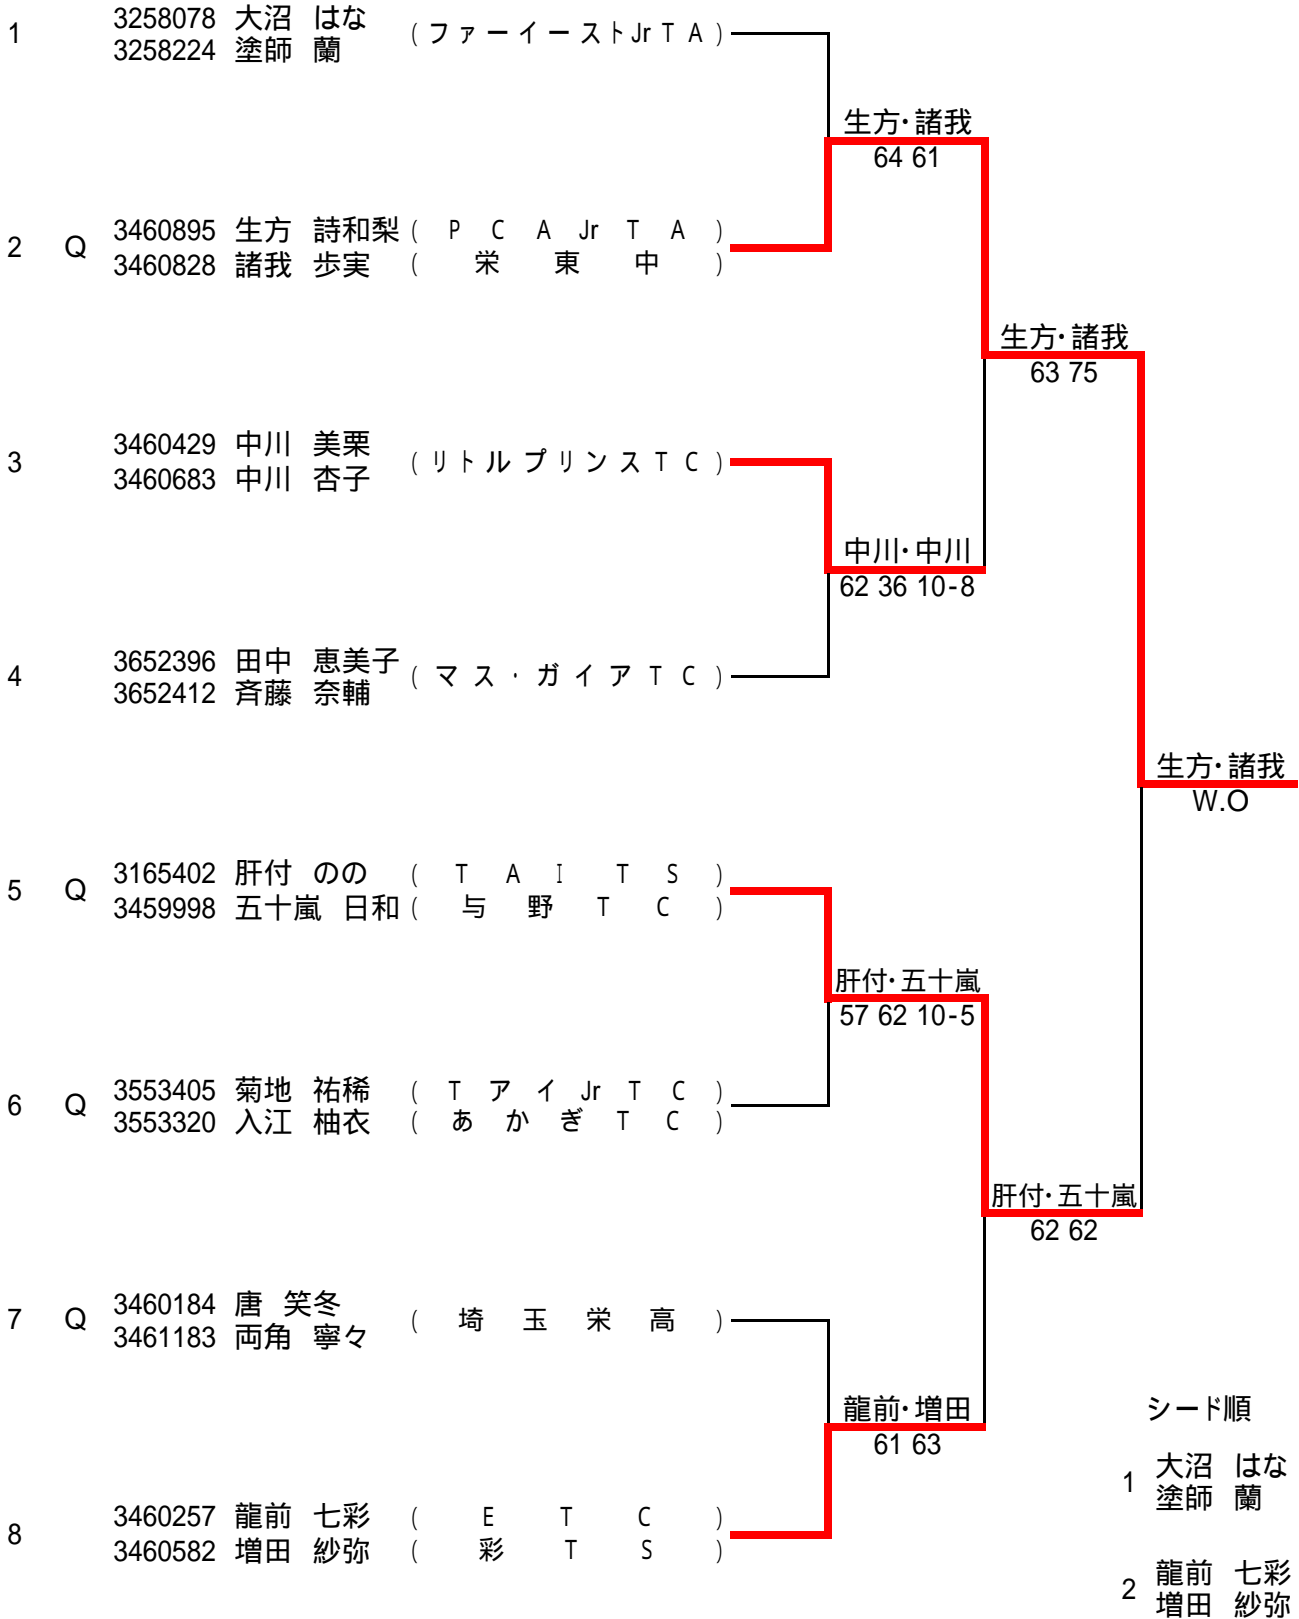 1 3258078 大沼 はな (ファーイーストJrTA)
3258224 塗師 蘭
生方・諸我
64 61
2 Q 3460895 生方 詩和梨 (PCAJrTA)
3460828 諸我 歩実 (栄東中)
生方・諸我
63 75
3 3460429 中川 美栗 (リトルプリンスTC)
3460683 中川 杏子
中川・中川
62 36 10-8
4 3652396 田中 恵美子 (マス・ガイアTC)
3652412 斉藤 奈輔
生方・諸我
W.O
5 Q 3165402 肝付 のの (TAI TS)
3459998 五十嵐 日和 (与野TC)
肝付・五十嵐
57 62 10-5
6 Q 3553405 菊地 祐稀 (TアイJrTC)
3553320 入江 柚衣 (あかぎTC)
肝付・五十嵐
62 62
7 Q 3460184 唐 笑冬 (埼玉栄高)
3461183 両角 寧々
龍前・増田
61 63
8 3460257 龍前 七彩 (ETC)
3460582 増田 紗弥 (彩TS)
シード順
1 大沼 はな
塗師 蘭
2 龍前 七彩
増田 紗弥